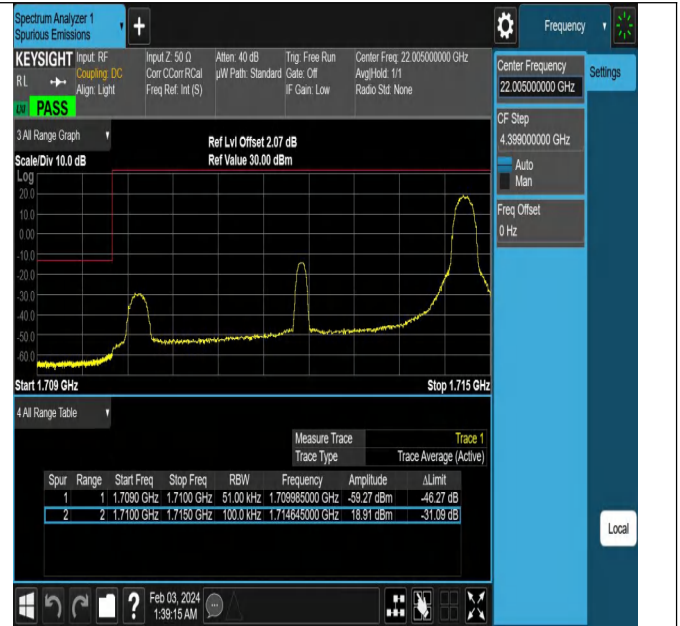 Spectrum Analyzer 1
Spurious Emissions
Frequency
KEYSIGHT
RL
PASS
Input: RF
Coupling: DC
Align: Light
Input Z: 50 Ω
Corr CCorr RCal
Freq Ref: Int (S)
Atten: 40 dB
µW Path: Standard
Trig: Free Run
Gate: Off
IF Gain: Low
Center Freq: 22.005000000 GHz
Avg|Hold: 1/1
Radio Std: None
Center Frequency
22.005000000 GHz
Settings
CF Step
4.399000000 GHz
Auto
Man
Freq Offset
0 Hz
3 All Range Graph
Scale/Div 10.0 dB
Ref Lvl Offset 2.07 dB
Ref Value 30.00 dBm
Log
20.0
10.0
0.00
-10.0
-20.0
-30.0
-40.0
-50.0
-60.0
Start 1.709 GHz
Stop 1.715 GHz
4 All Range Table
Measure Trace Trace 1
Trace Type Trace Average (Active)
Spur Range Start Freq Stop Freq RBW Frequency Amplitude ΔLimit
1 1 1.7090 GHz 1.7100 GHz 51.00 kHz 1.709985000 GHz -59.27 dBm -46.27 dB
2 2 1.7100 GHz 1.7150 GHz 100.0 kHz 1.714645000 GHz 18.91 dBm -31.09 dB
Local
Feb 03, 2024
1:39:15 AM